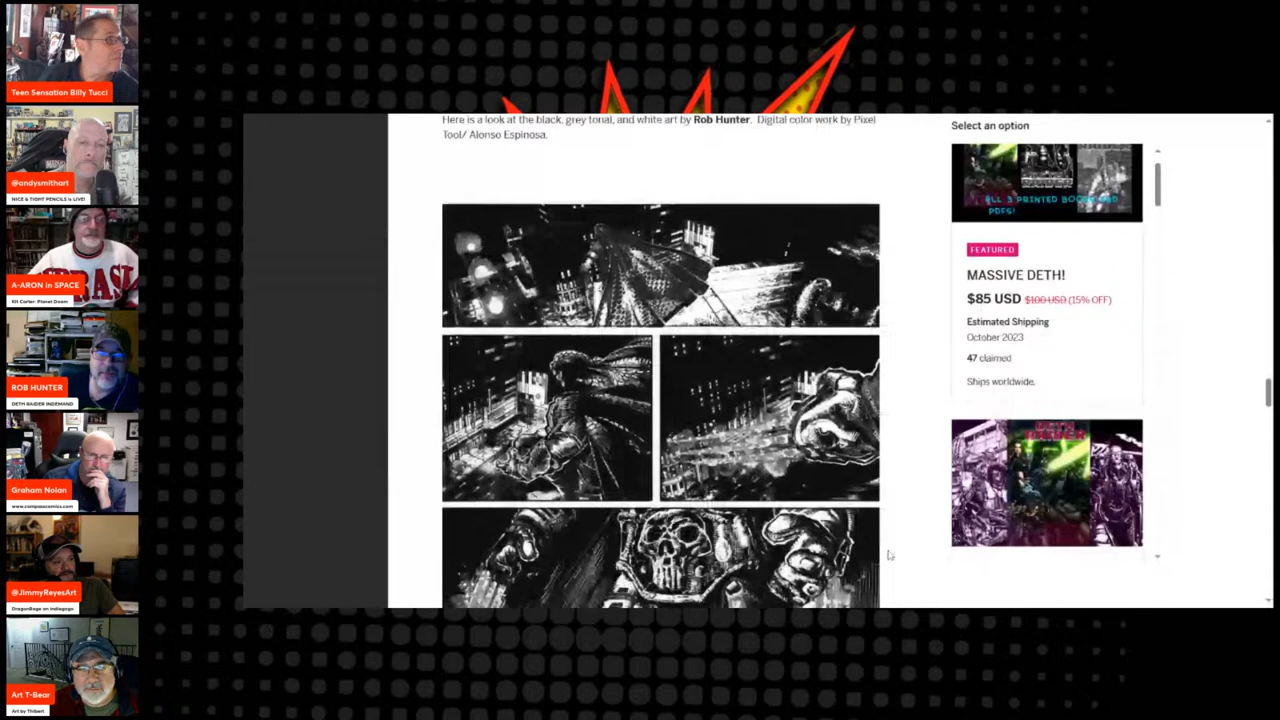 Teen Sensation Billy Tucci
@andysmithart
NICE & TIGHT PENCILS is LIVE!
A-ARON in SPACE
Kit Carter: Planet Doom
ROB HUNTER
DETH RAIDER INDEMAND
Graham Nolan
www.compasscomics.com
@JimmyReyesArt
DragonRage on Indiegogo
Art T-Bear
Art by Thibert
Here is a look at the black, grey tonal, and white art by Rob Hunter. Digital color work by Pixel
Tool/ Alonso Espinosa.
Select an option
ALL 3 PRINTED BOOKS AND
PDFS!
FEATURED
MASSIVE DETH!
$85 USD $100 USD (15% OFF)
Estimated Shipping
October 2023
47 claimed
Ships worldwide.
DETH
RAIDER